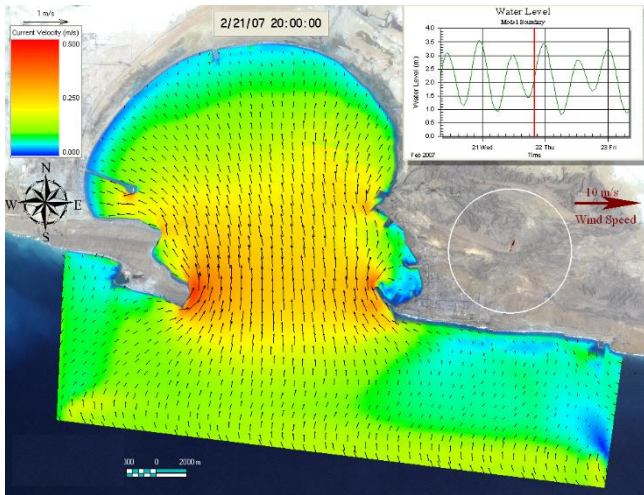 1 m/s
Current Velocity (m/s)
0.500
0.250
0.000
2/21/07 20:00:00
Water Level
Model Boundary
Water Level (m)
4.0
3.5
3.0
2.5
2.0
1.5
1.0
0.5
0.0
21 Wed
22 Thu
23 Fri
Feb 2007
Time
N
W
E
S
10 m/s
Wind Speed
0
2000 m